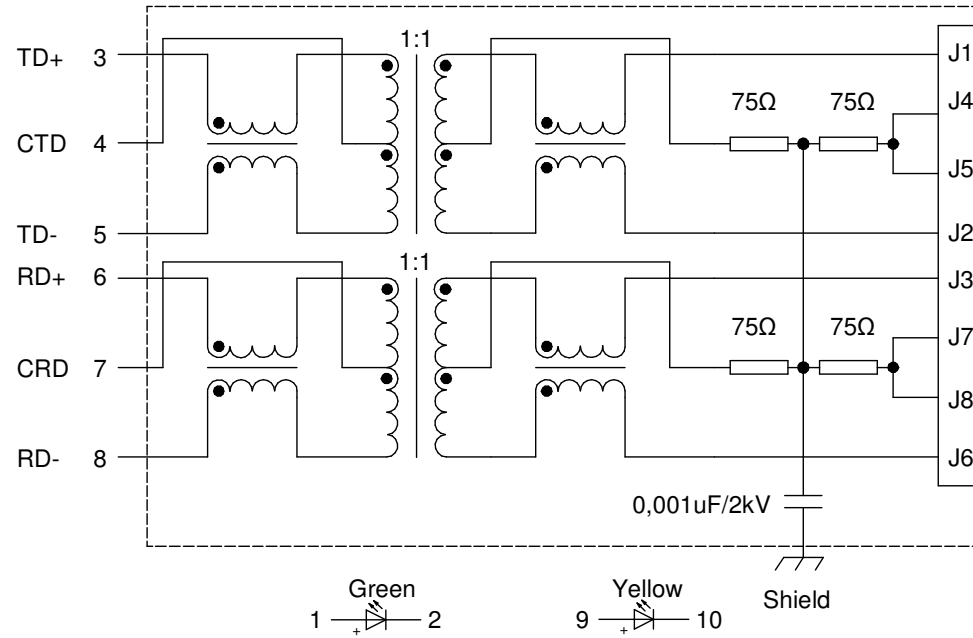 1:1
TD+ 3
J1
75Ω 75Ω
J4
CTD 4
J5
TD- 5
J2
1:1
RD+ 6
J3
75Ω 75Ω
J7
CRD 7
J8
RD- 8
J6
0,001uF/2kV
Shield
Green
1 + 2
Yellow
9 + 10